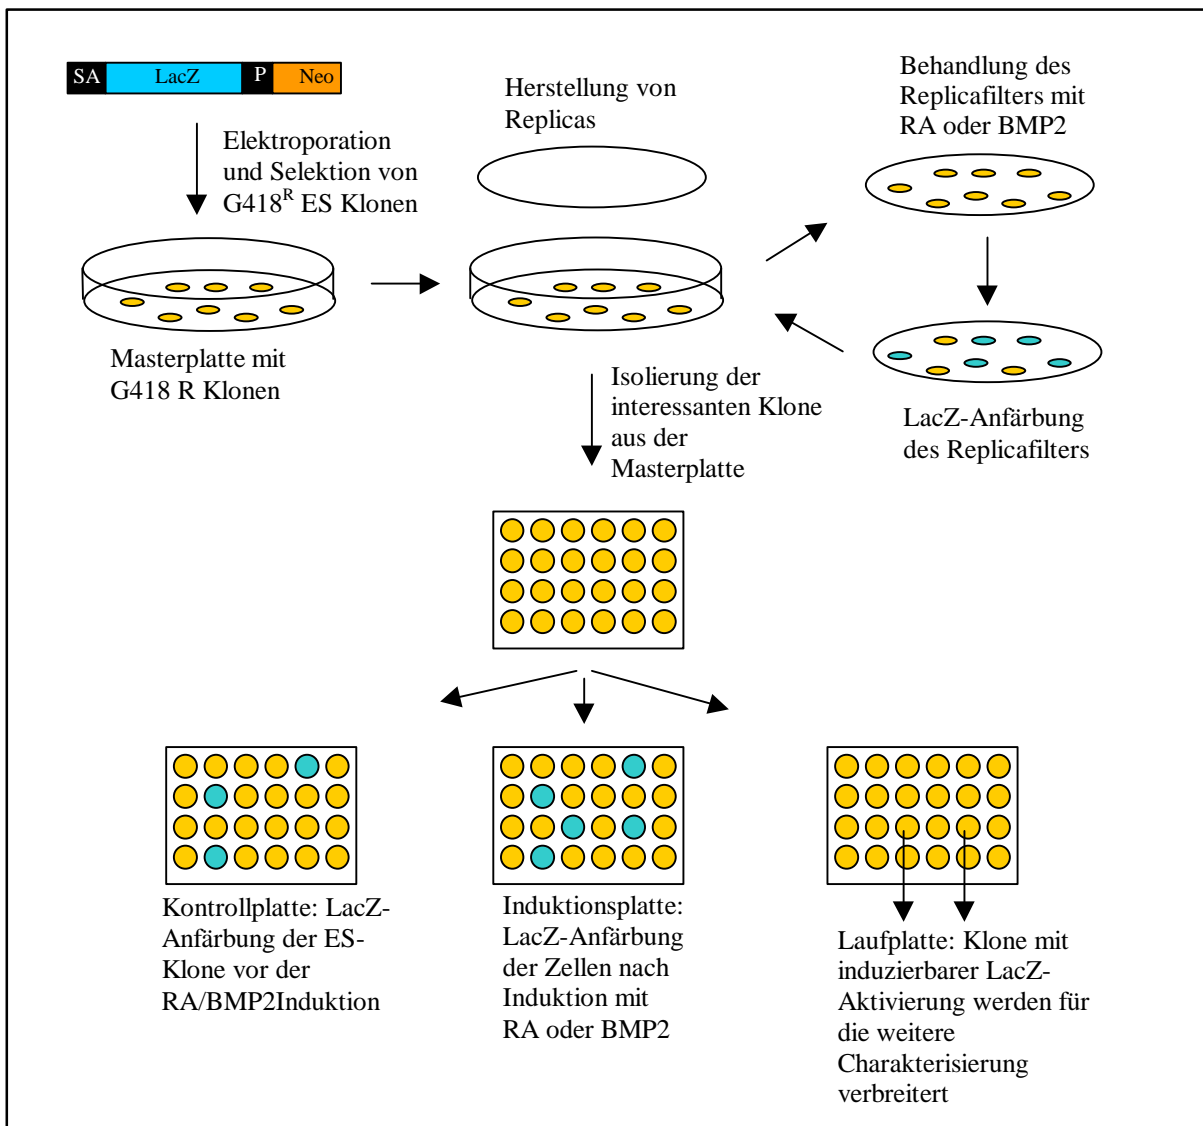 SA LacZ P Neo
Elektroporation
und Selektion von
G418R ES Klonen
Masterplatte mit
G418 R Klonen
Herstellung von
Replicas
Behandlung des
Replicafilters mit
RA oder BMP2
LacZ-Anfärbung
des Replicafilters
Isolierung der
interessanten Klone
aus der
Masterplatte
Kontrollplatte: LacZ-
Anfärbung der ES-
Klone vor der
RA/BMP2Induktion
Induktionsplatte:
LacZ-Anfärbung
der Zellen nach
Induktion mit
RA oder BMP2
Laufplatte: Klone mit
induzierbarer LacZ-
Aktivierung werden für
die weitere
Charakterisierung
verbreitert